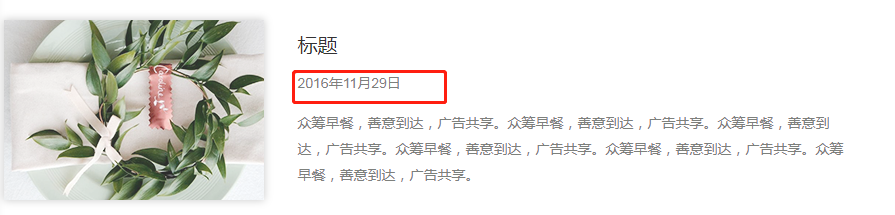 标题
2016年11月29日
众筹早餐，善意到达，广告共享。众筹早餐，善意到达，广告共享。众筹早餐，善意到
达，广告共享。众筹早餐，善意到达，广告共享。众筹早餐，善意到达，广告共享。众筹
早餐，善意到达，广告共享。